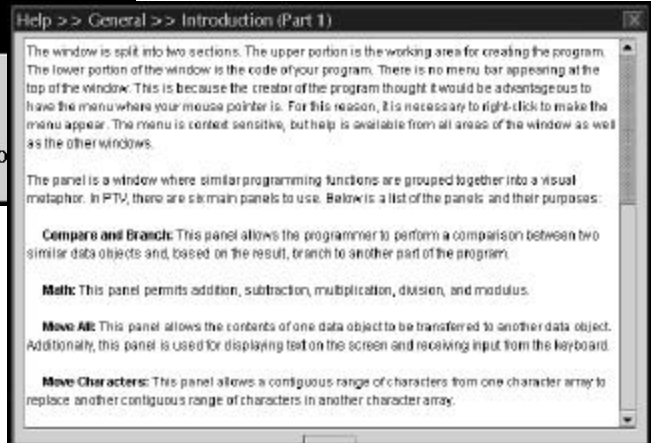 Help >> General >> Introduction (Part 1)
The window is split into two sections. The upper portion is the working area for creating the program.
The lower portion of the window is the code of your program. There is no menu bar appearing at the
top of the window. This is because the creator of the program thought it would be advantageous to
have the menu where your mouse pointer is. For this reason, it is necessary to right-click to make the
menu appear. The menu is context sensitive, but help is available from all areas of the window as well
as the other windows.
The panel is a window where similar programming functions are grouped together into a visual
metaphor. In PTV, there are six main panels to use. Below is a list of the panels and their purposes:
Compare and Branch: This panel allows the programmer to perform a comparison between two
similar data objects and, based on the result, branch to another part of the program.
Math: This panel permits addition, subtraction, multiplication, division, and modulus.
Move All: This panel allows the contents of one data object to be transferred to another data object.
Additionally, this panel is used for displaying text on the screen and receiving input from the keyboard.
Move Characters: This panel allows a contiguous range of characters from one character array to
replace another contiguous range of characters in another character array.